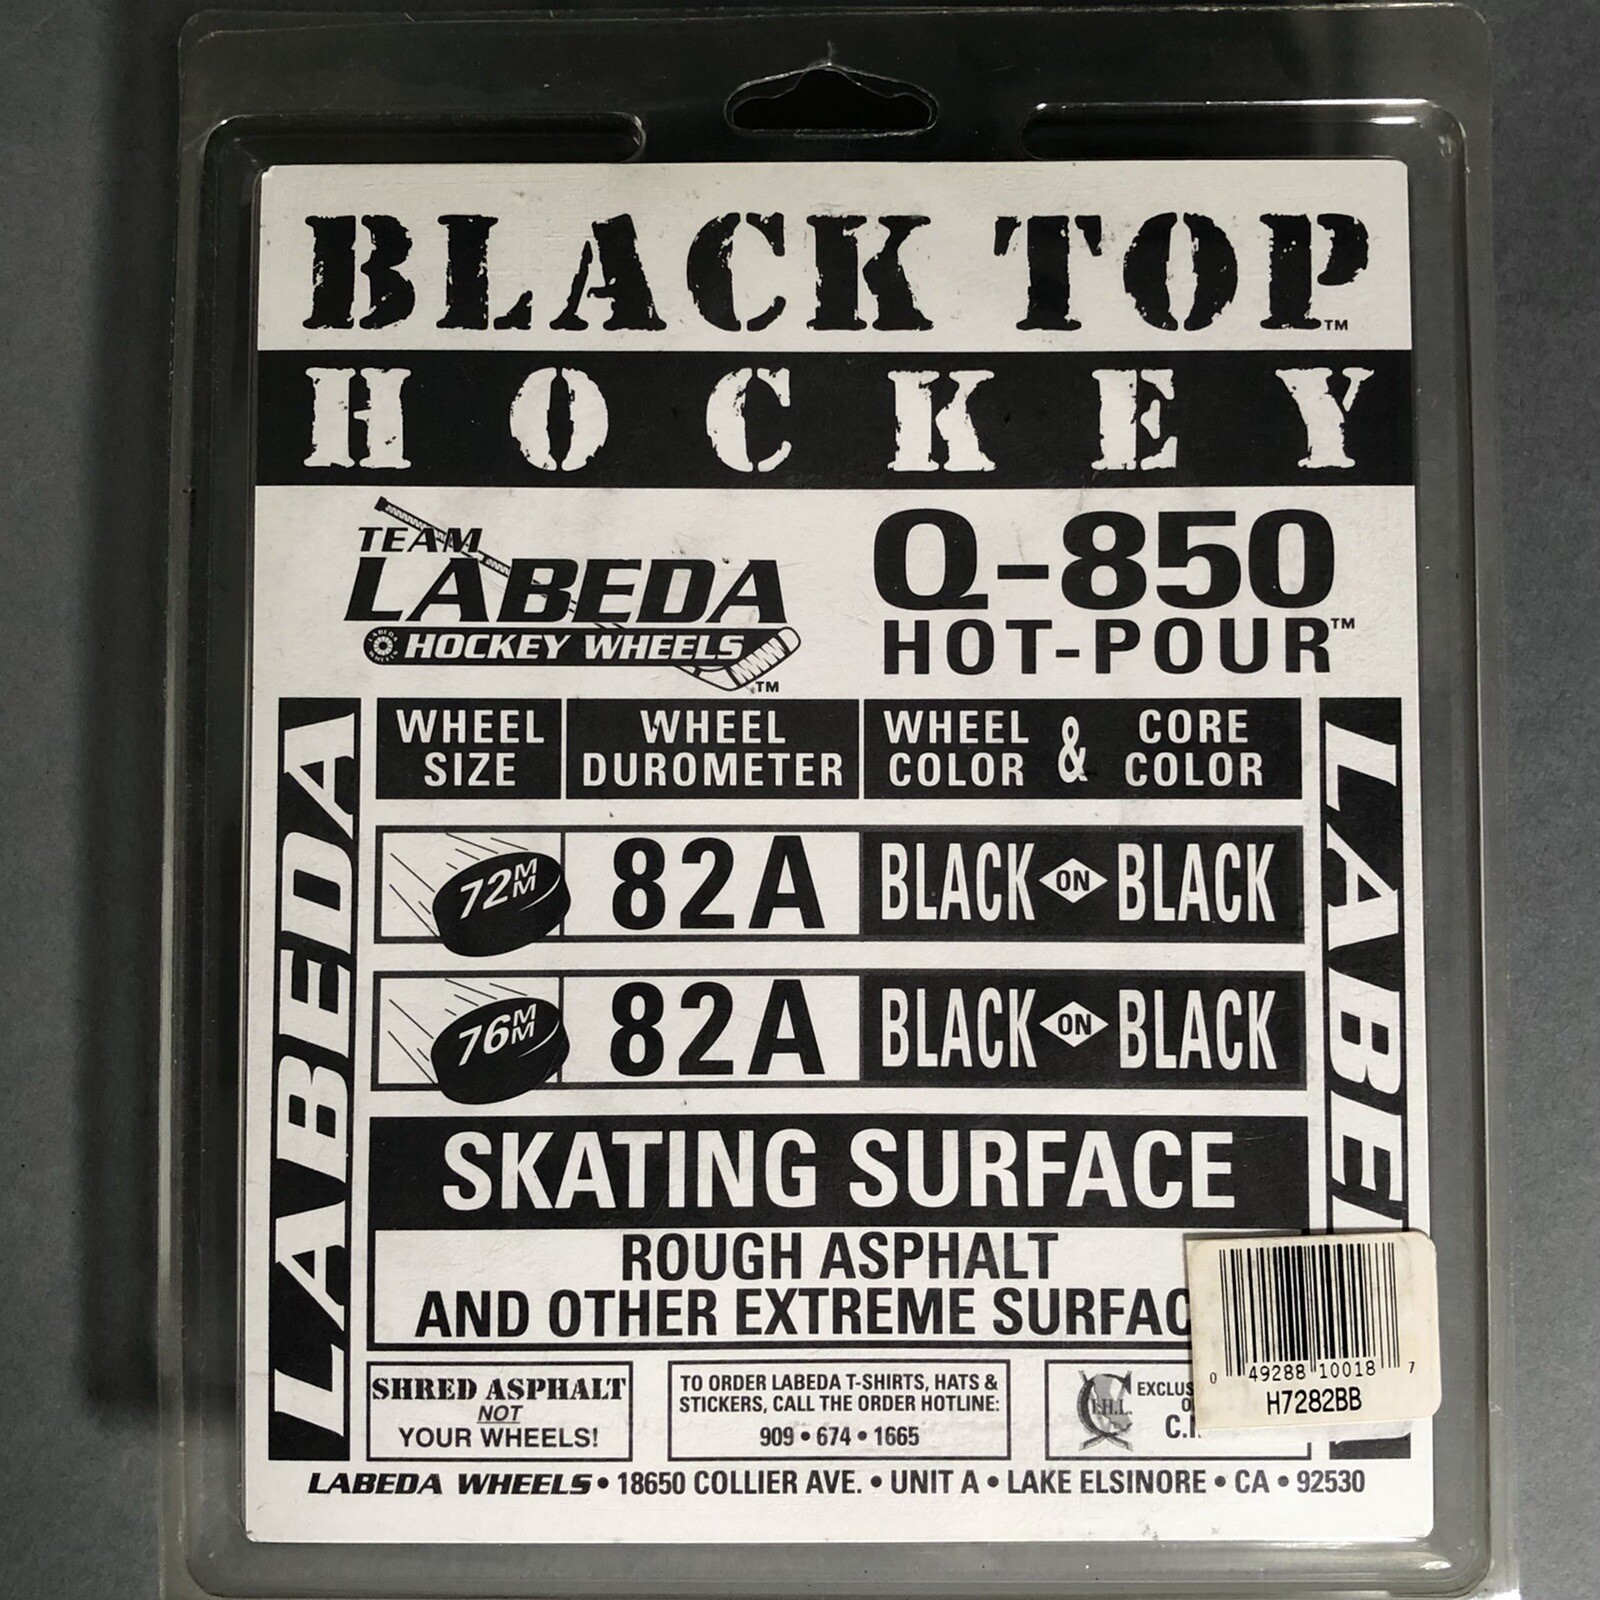 BLACK TOP™
HOCKEY
TEAM
LABEDA
HOCKEY WHEELS
™
Q-850
HOT-POUR™
LABEDA
WHEEL SIZE
WHEEL DUROMETER
WHEEL COLOR & CORE COLOR
72MM 82A BLACK ON BLACK
76MM 82A BLACK ON BLACK
LABE
SKATING SURFACE
ROUGH ASPHALT
AND OTHER EXTREME SURFAC
SHRED ASPHALT
NOT
YOUR WHEELS!
TO ORDER LABEDA T-SHIRTS, HATS &
STICKERS, CALL THE ORDER HOTLINE:
909 • 674 • 1665
EXCLUS
0 49288 10018 7
H7282BB
LABEDA WHEELS • 18650 COLLIER AVE. • UNIT A • LAKE ELSINORE • CA • 92530